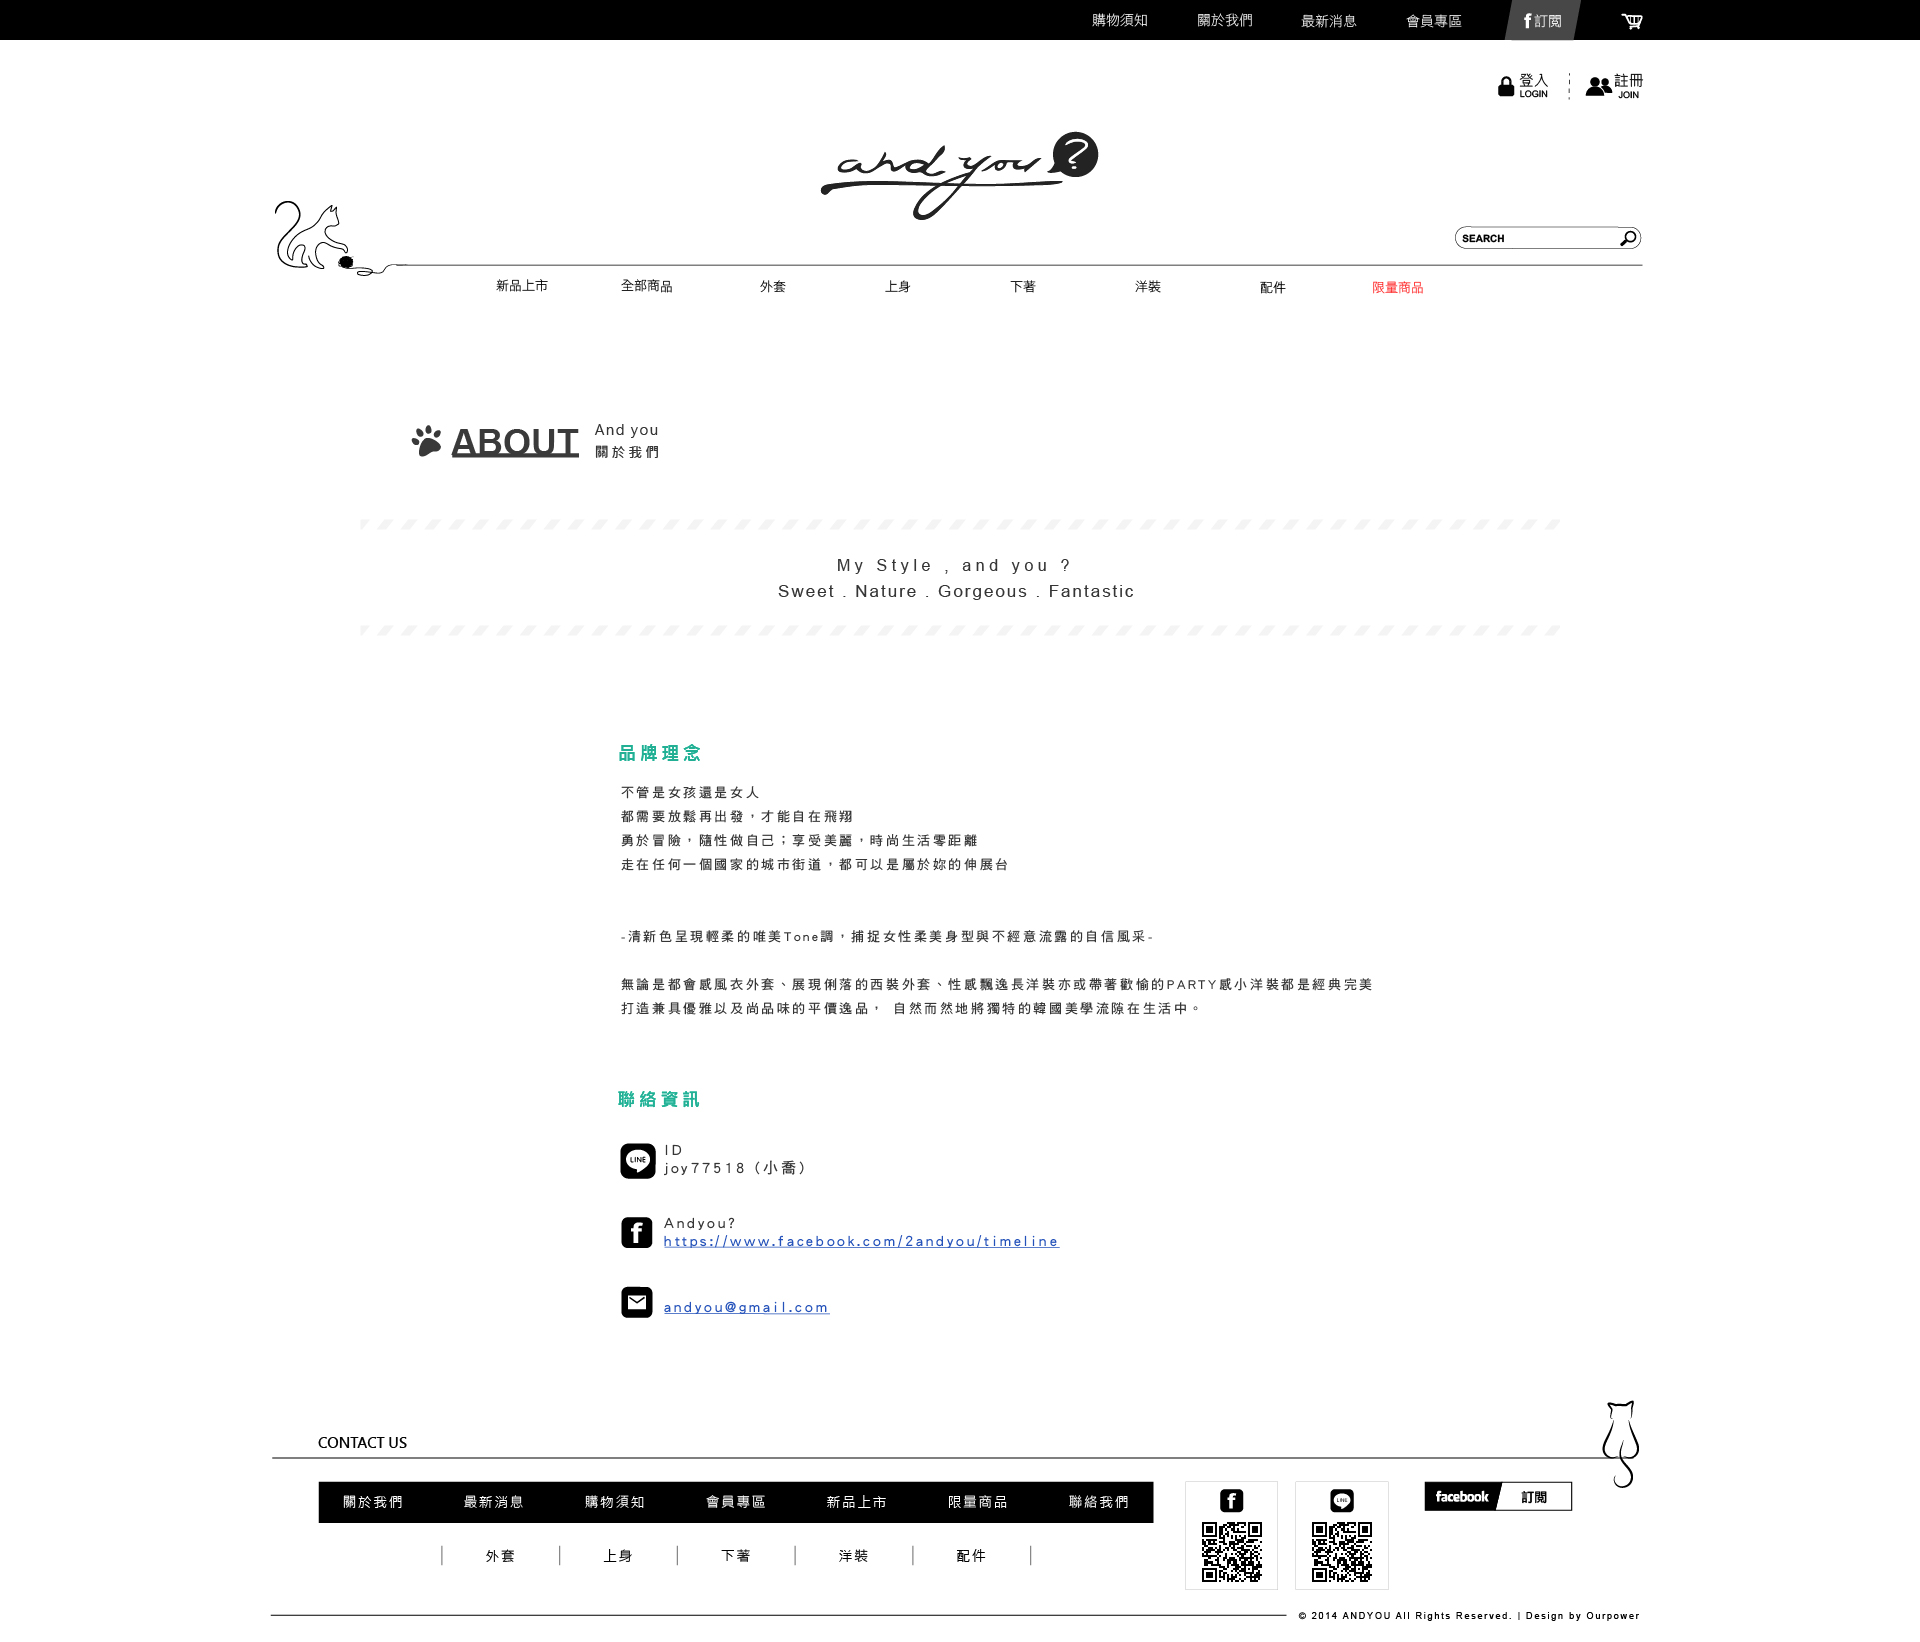 購物須知 關於我們 最新消息 會員專區 f 訂閱
登入 註冊
LOGIN JOIN
and you?
SEARCH
新品上市 全部商品 外套 上身 下著 洋裝 配件 限量商品
ABOUT And you
關於我們
My Style , and you ?
Sweet . Nature . Gorgeous . Fantastic
品牌理念
不管是女孩還是女人
都需要放鬆再出發，才能自在飛翔
勇於冒險，隨性做自己；享受美麗，時尚生活零距離
走在任何一個國家的城市街道，都可以是屬於妳的伸展台
-清新色呈現輕柔的唯美Tone調，捕捉女性柔美身型與不經意流露的自信風采-
無論是都會感風衣外套、展現俐落的西裝外套、性感飄逸長洋裝亦或帶著歡愉的PARTY感小洋裝都是經典完美
打造兼具優雅以及尚品味的平價逸品， 自然而然地將獨特的韓國美學流隙在生活中。
聯絡資訊
LINE ID
joy77518 (小喬)
f Andyou?
https://www.facebook.com/2andyou/timeline
andyou@gmail.com
CONTACT US
關於我們 最新消息 購物須知 會員專區 新品上市 限量商品 聯絡我們
f LINE facebook 訂閱
外套 | 上身 | 下著 | 洋裝 | 配件
© 2014 ANDYOU All Rights Reserved. | Design by Ourpower